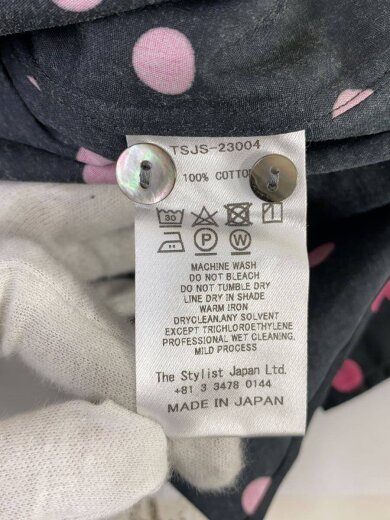 TSJS-23004
100% COTTON
30
P W
MACHINE WASH
DO NOT BLEACH
DO NOT TUMBLE DRY
LINE DRY IN SHADE
WARM IRON
DRYCLEAN,ANY SOLVENT
EXCEPT TRICHLOROETHYLENE
PROFESSIONAL WET CLEANING,
MILD PROCESS
The Stylist Japan Ltd.
+81 3 3478 0144
MADE IN JAPAN